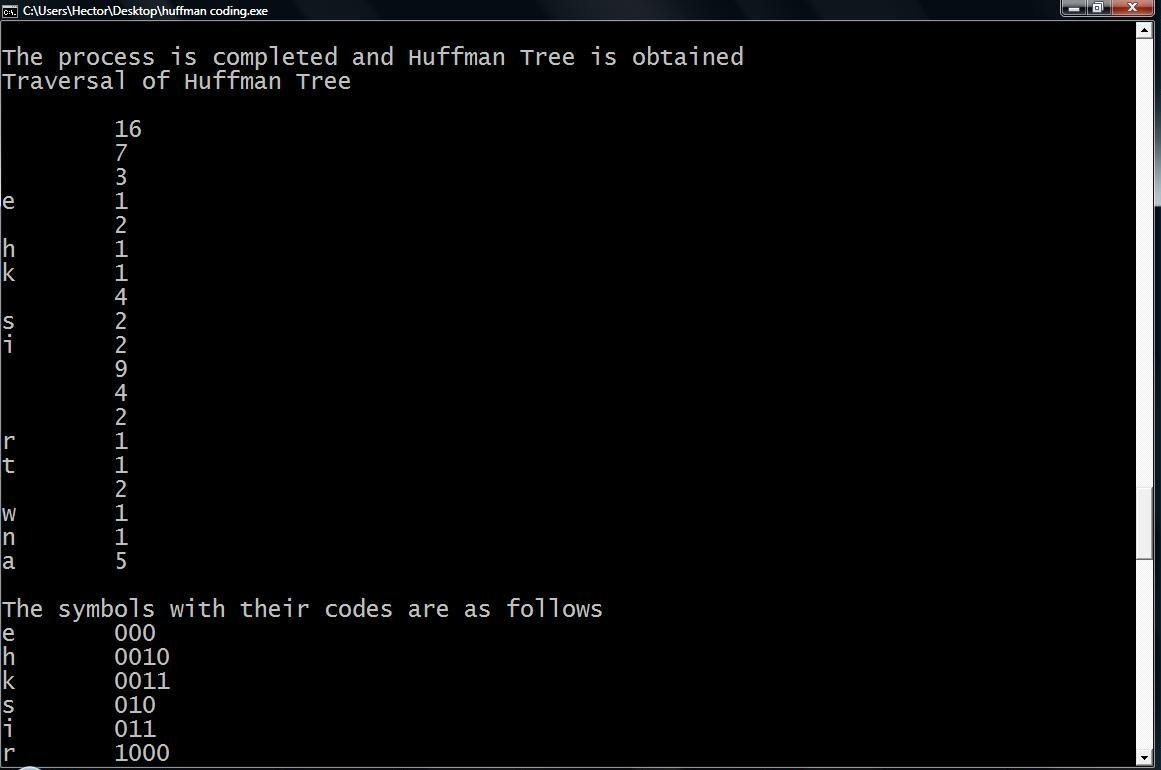 C:\Users\Hector\Desktop\huffman coding.exe
The process is completed and Huffman Tree is obtained
Traversal of Huffman Tree
16
7
3
e 1
2
h 1
k 1
4
s 2
i 2
9
4
2
r 1
t 1
2
w 1
n 1
a 5
The symbols with their codes are as follows
e 000
h 0010
k 0011
s 010
i 011
r 1000